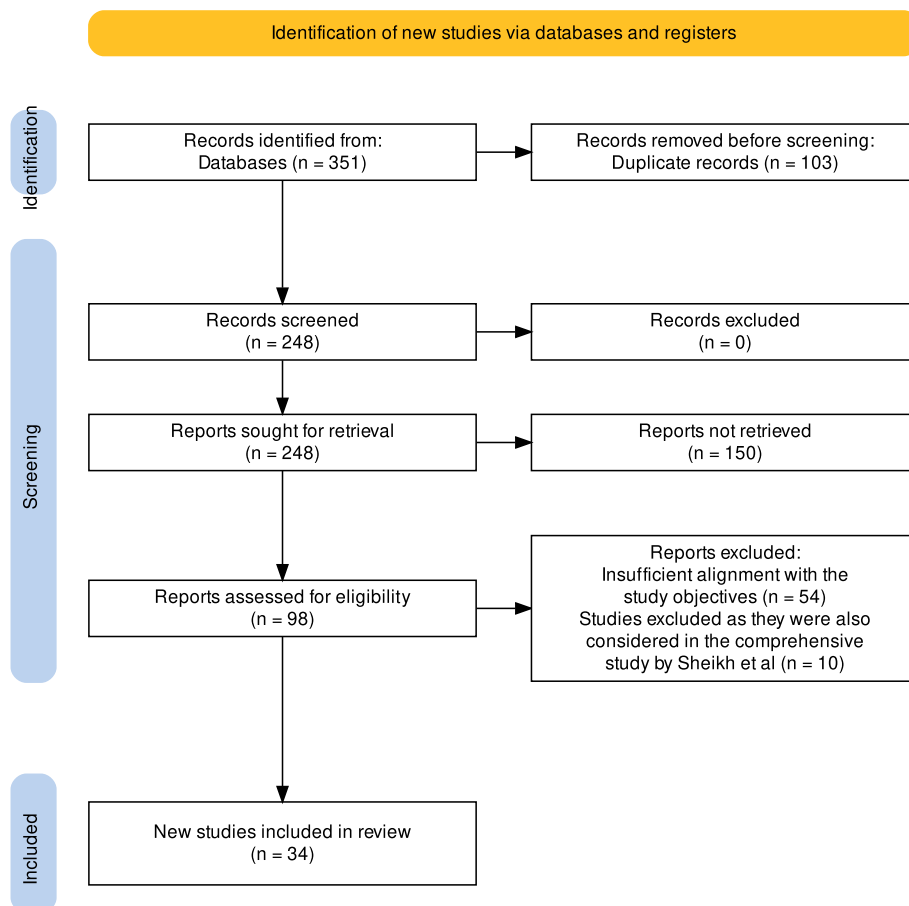 Identification of new studies via databases and registers
Identification
Records identified from:
Databases (n = 351)
Records removed before screening:
Duplicate records (n = 103)
Screening
Records screened
(n = 248)
Records excluded
(n = 0)
Reports sought for retrieval
(n = 248)
Reports not retrieved
(n = 150)
Reports assessed for eligibility
(n = 98)
Reports excluded:
Insufficient alignment with the
study objectives (n = 54)
Studies excluded as they were also
considered in the comprehensive
study by Sheikh et al (n = 10)
Included
New studies included in review
(n = 34)